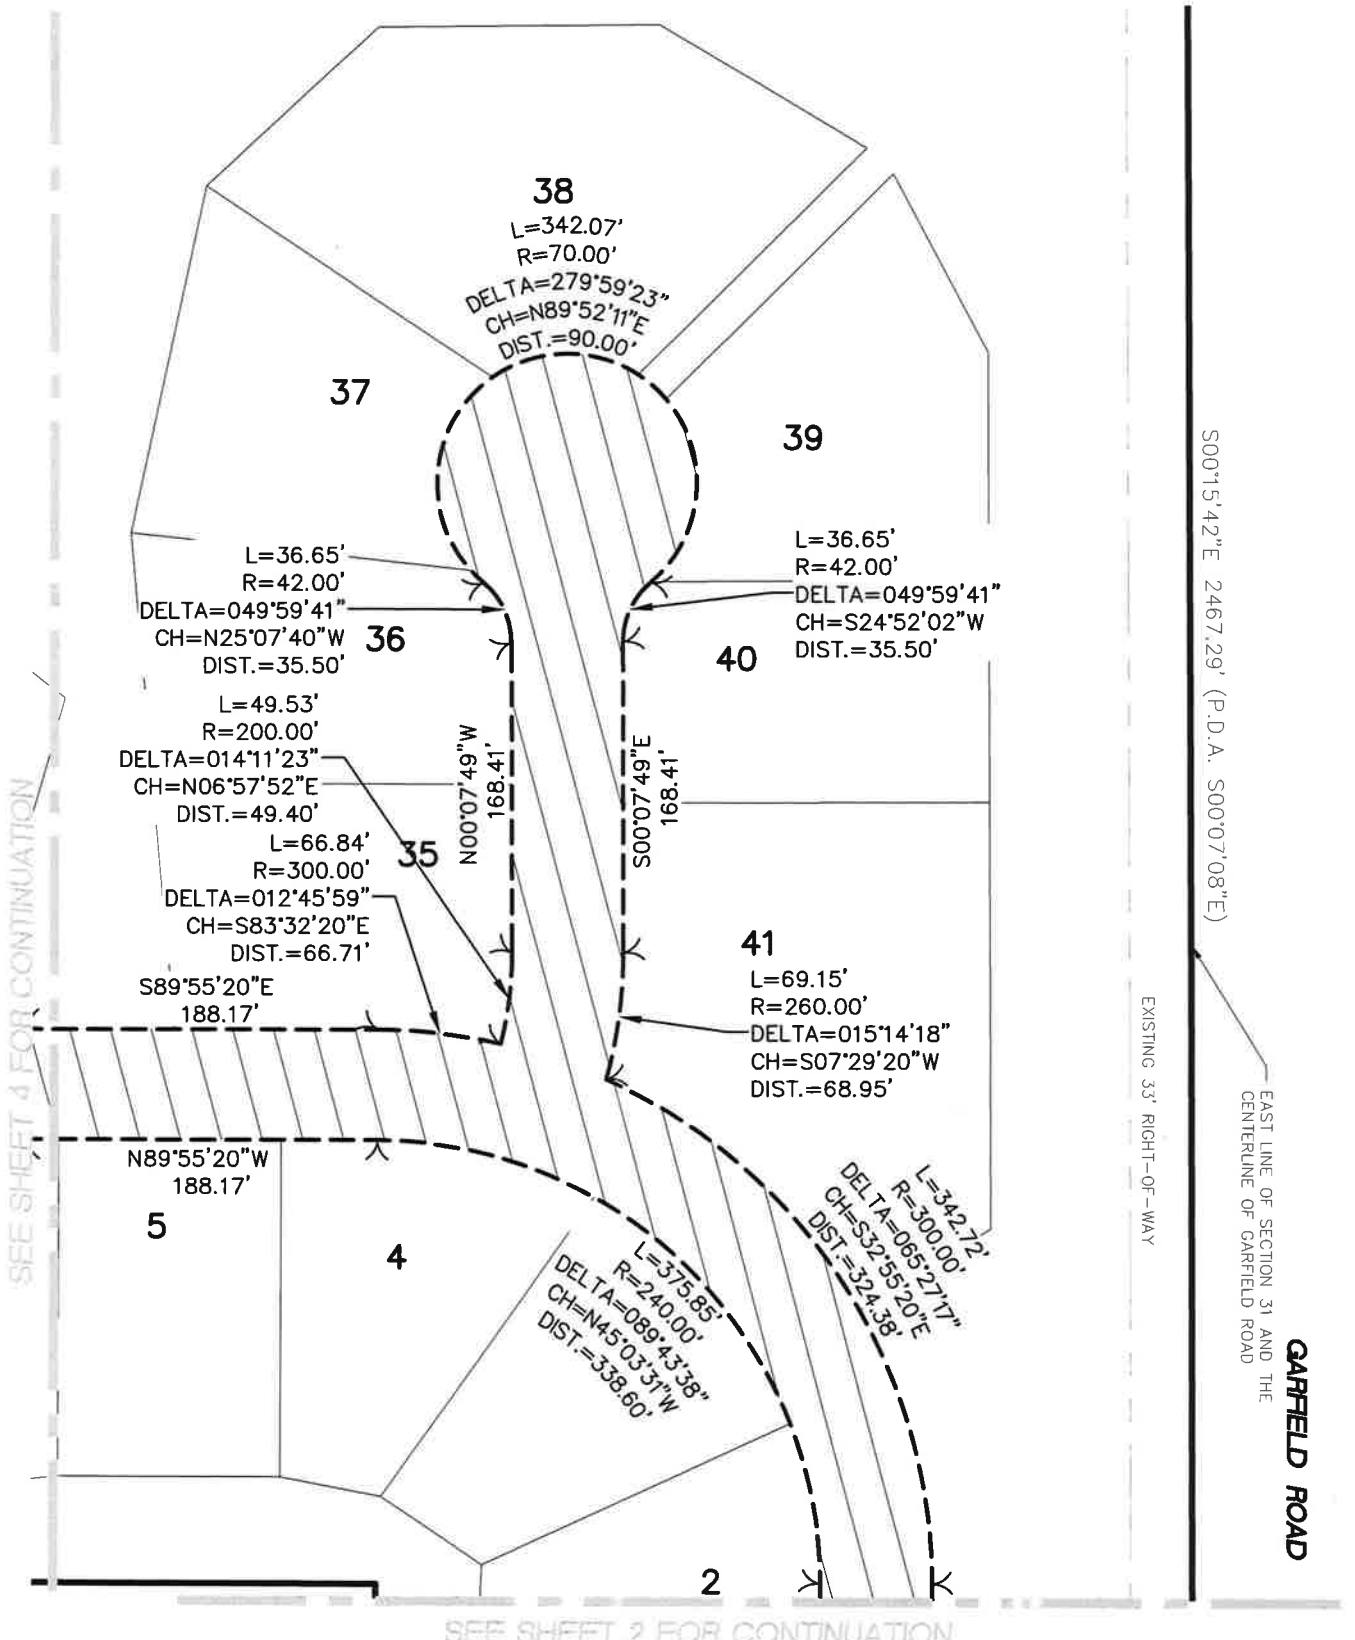 38
L=342.07'
R=70.00'
DELTA=279°59'23"
CH=N89°52'11"E
DIST.=90.00'
37
39
L=36.65'
R=42.00'
DELTA=049°59'41"
CH=N25°07'40"W
DIST.=35.50'
36
L=36.65'
R=42.00'
DELTA=049°59'41"
CH=S24°52'02"W
DIST.=35.50'
40
L=49.53'
R=200.00'
DELTA=014°11'23"
CH=N06°57'52"E
DIST.=49.40'
N00°07'49"W
168.41'
S00°07'49"E
168.41'
35
L=66.84'
R=300.00'
DELTA=012°45'59"
CH=S83°32'20"E
DIST.=66.71'
S89°55'20"E
188.17'
41
L=69.15'
R=260.00'
DELTA=015°14'18"
CH=S07°29'20"W
DIST.=68.95'
N89°55'20"W
188.17'
5
4
L=342.72'
R=300.00'
DELTA=065°27'17"
CH=S32°55'20"E
DIST.=324.38'
L=375.85'
R=240.00'
DELTA=089°43'38"
CH=N45°03'31"W
DIST.=338.60'
2
S00°15'42"E 2467.29' (P.D.A. S00°07'08"E)
EXISTING 33' RIGHT-OF-WAY
EAST LINE OF SECTION 31 AND THE
CENTERLINE OF GARFIELD ROAD
GARFIELD ROAD
SEE SHEET 4 FOR CONTINUATION
SEE SHEET 2 FOR CONTINUATION